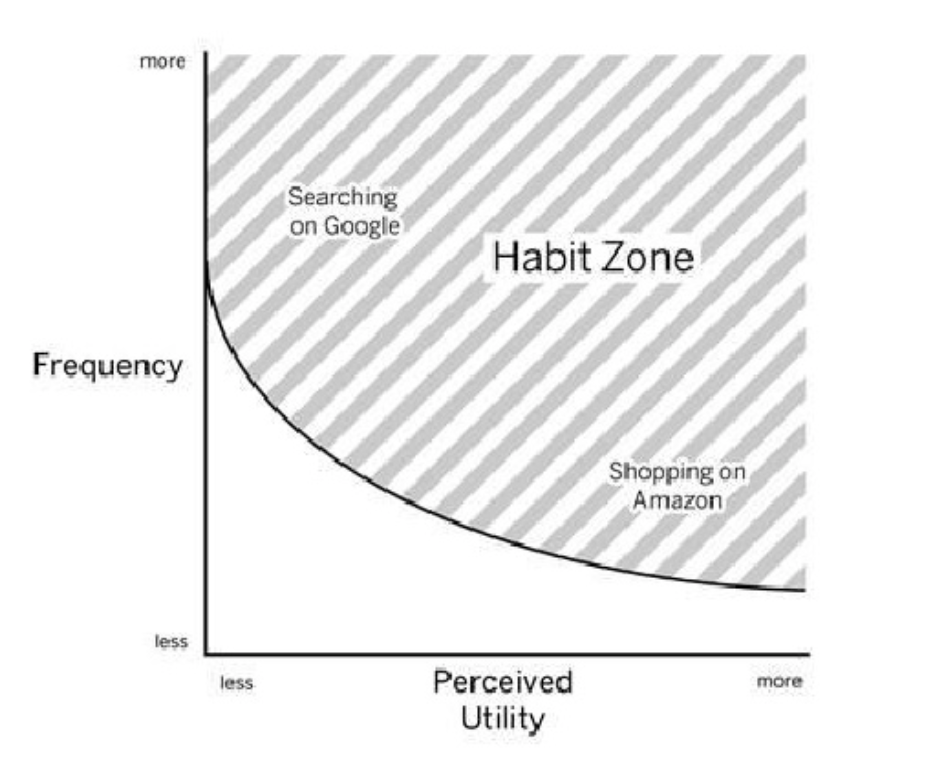 more
Searching
on Google
Habit Zone
Frequency
Shopping on
Amazon
less
less
Perceived
Utility
more